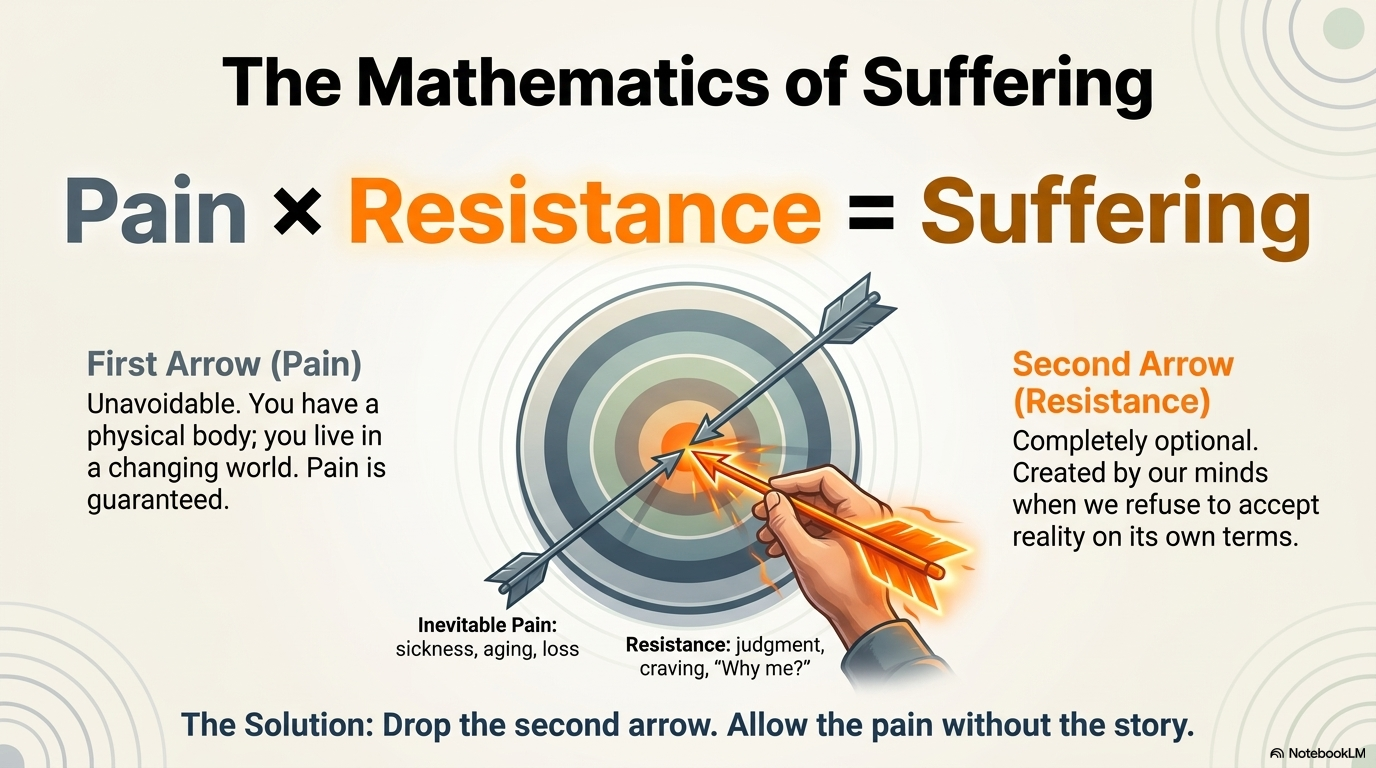 The Mathematics of Suffering
Pain × Resistance = Suffering
First Arrow (Pain)
Unavoidable. You have a
physical body; you live in
a changing world. Pain is
guaranteed.
Second Arrow
(Resistance)
Completely optional.
Created by our minds
when we refuse to accept
reality on its own terms.
Inevitable Pain:
sickness, aging, loss
Resistance: judgment,
craving, “Why me?”
The Solution: Drop the second arrow. Allow the pain without the story.
NotebookLM